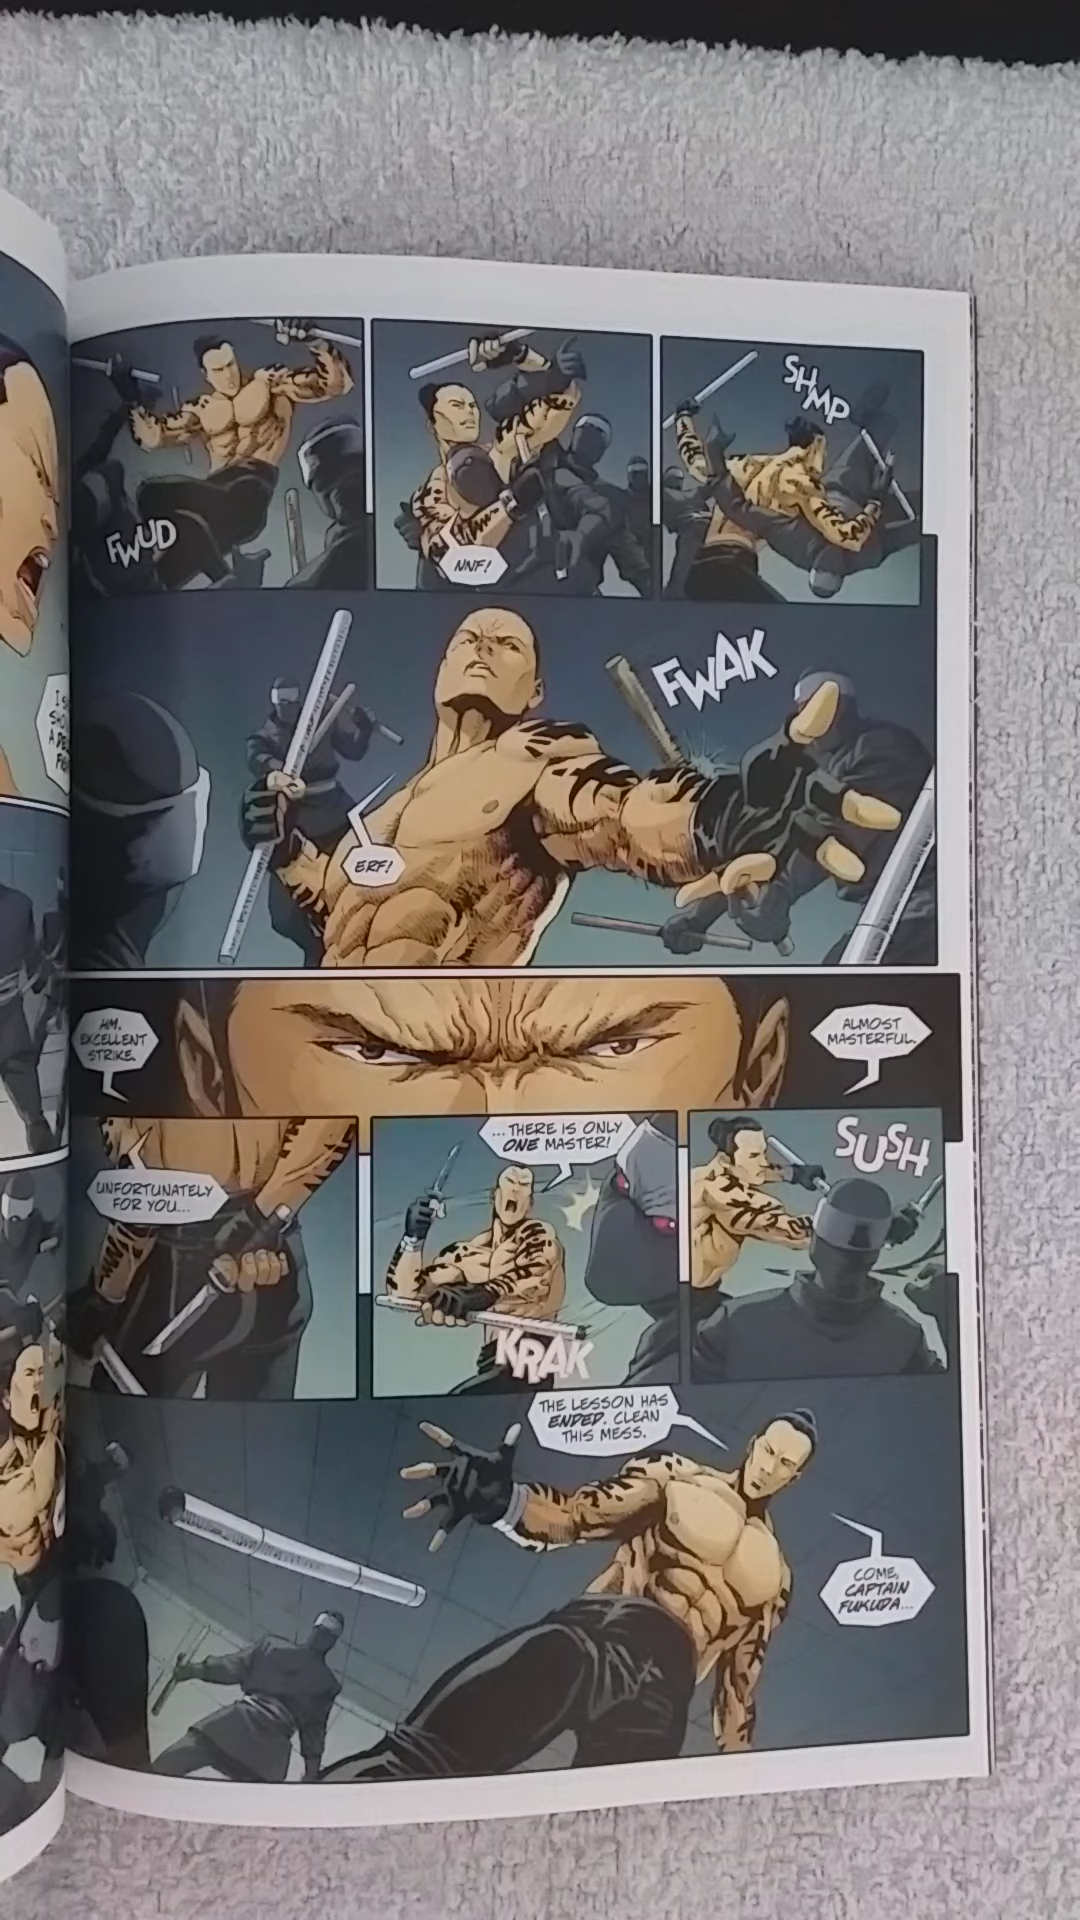 FWUD
NNF!
SHMP
FWAK
ERF!
HM.
EXCELLENT
STRIKE.
ALMOST
MASTERFUL.
UNFORTUNATELY
FOR YOU...
...THERE IS ONLY
ONE MASTER!
KRAK
SUSH
THE LESSON HAS
ENDED. CLEAN
THIS MESS.
COME,
CAPTAIN
FUKUDA...